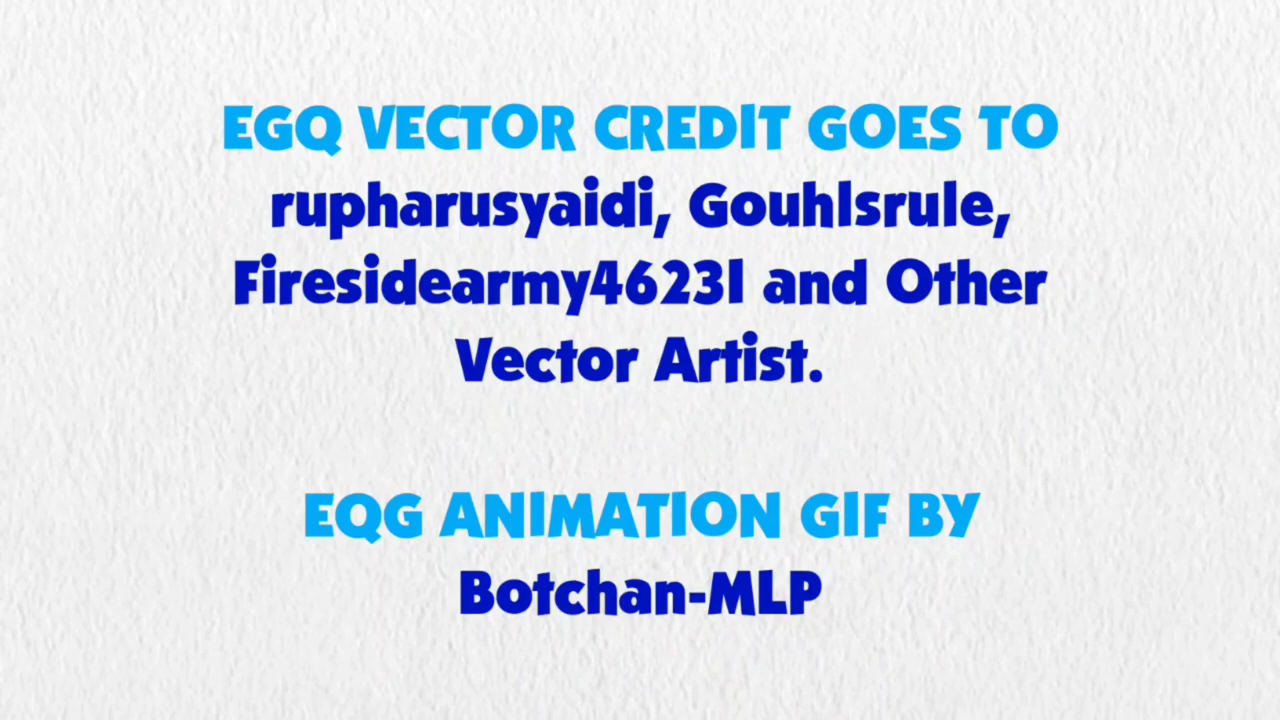 EGQ VECTOR CREDIT GOES TO
rupharusyaidi, Gouhlsrule,
Firesidearmy46231 and Other
Vector Artist.
EQG ANIMATION GIF BY
Botchan-MLP